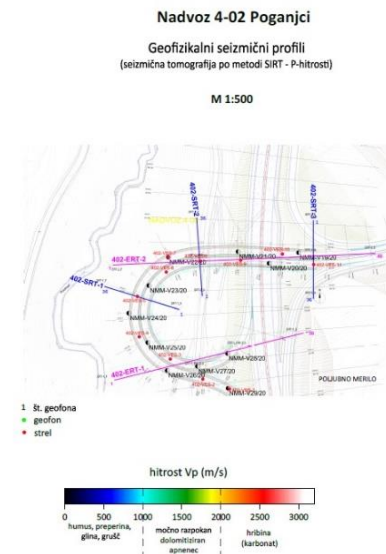 Nadvoz 4-02 Poganjci
Geofizikalni seizmični profili
(seizmična tomografija po metodi SIRT - P-hitrosti)
M 1:500
402-SRT-2
402-SRT-3
402-ERT-2
NMM-V21/20
NMM-V19/20
NMM-V22/20
NMM-V20/20
402-SRT-1
NMM-V23/20
NMM-V24/20
NMM-V25/20
NMM-V28/20
402-ERT-1
NMM-V26/20
NMM-V27/20
NMM-V29/20
POLJUBNO MERILO
1 št. geofona
geofon
strel
hitrost Vp (m/s)
0 500 1000 1500 2000 2500 3000
humus, preperina,
glina, grušč
močno razpokan
dolomitiziran
apnenec
hribina
(karbonat)